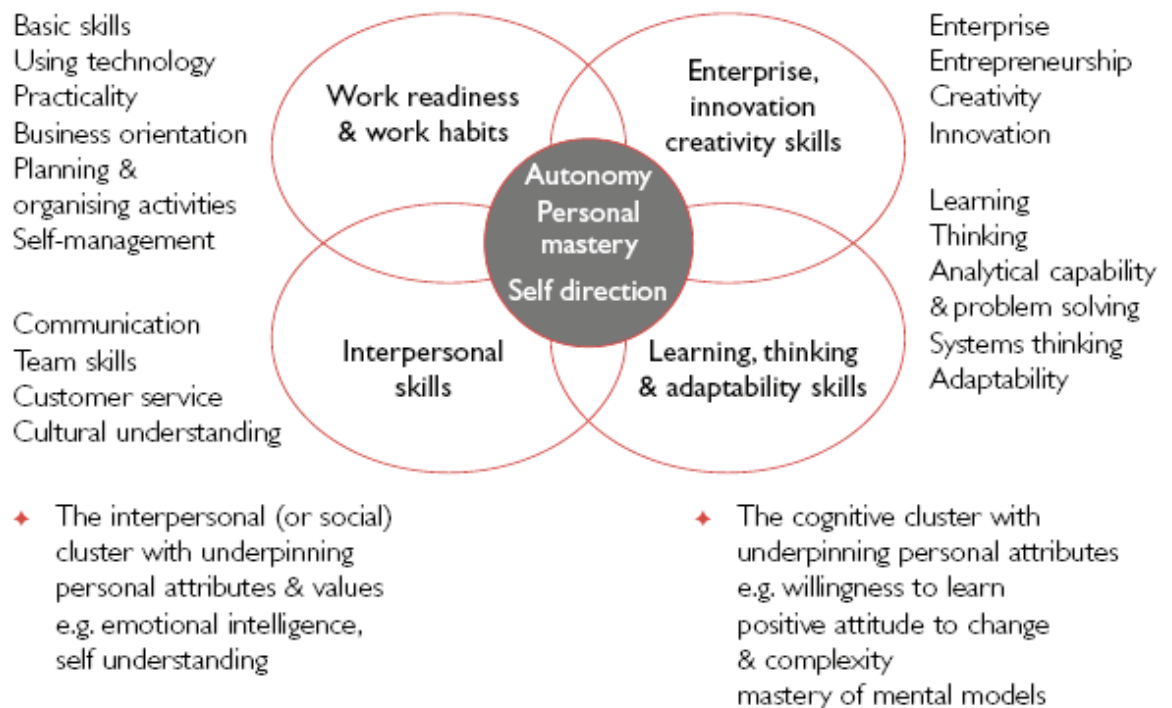 Basic skills
Using technology
Practicality
Business orientation
Planning &
organising activities
Self-management
Communication
Team skills
Customer service
Cultural understanding
Work readiness
& work habits
Enterprise,
innovation
creativity skills
Autonomy
Personal
mastery
Self direction
Interpersonal
skills
Learning, thinking
& adaptability skills
Enterprise
Entrepreneurship
Creativity
Innovation
Learning
Thinking
Analytical capability
& problem solving
Systems thinking
Adaptability
The interpersonal (or social)
cluster with underpinning
personal attributes & values
e.g. emotional intelligence,
self understanding
The cognitive cluster with
underpinning personal attributes
e.g. willingness to learn
positive attitude to change
& complexity
mastery of mental models